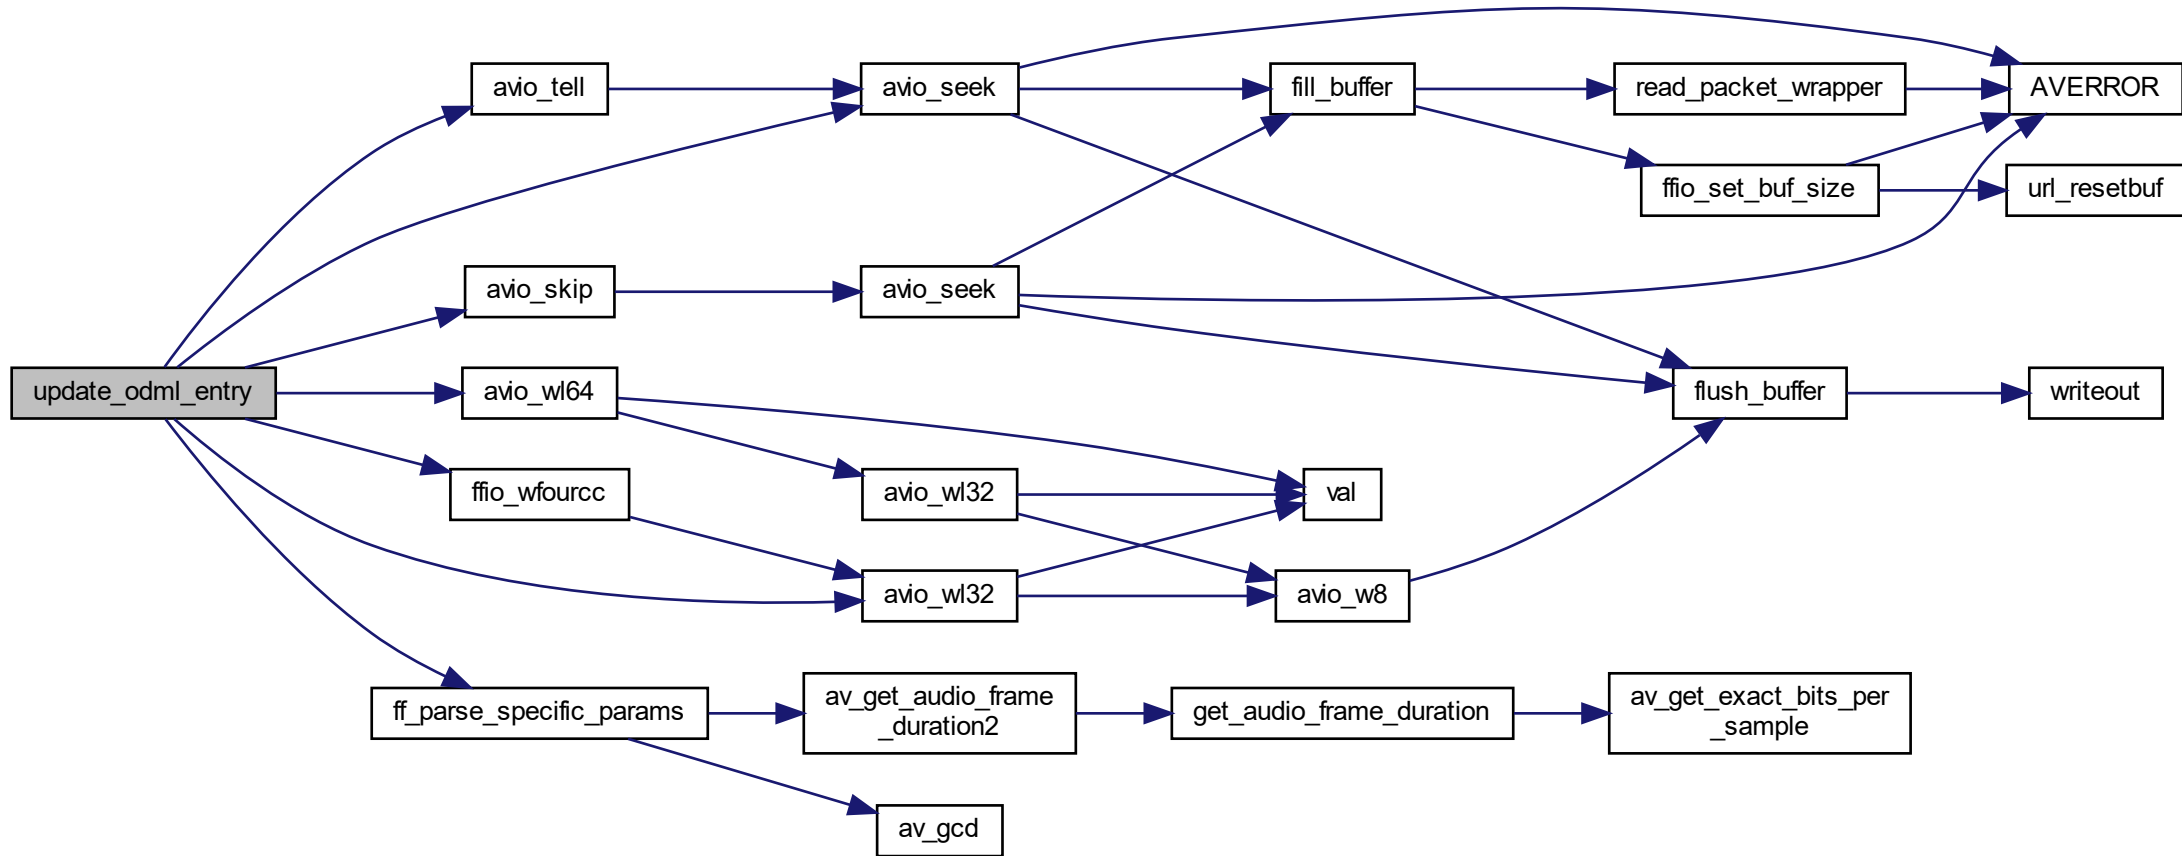 avio_tell
avio_seek
fill_buffer
read_packet_wrapper
AVERROR
ffio_set_buf_size
url_resetbuf
avio_skip
avio_seek
update_odml_entry
avio_wl64
flush_buffer
writeout
ffio_wfourcc
avio_wl32
val
avio_wl32
avio_w8
ff_parse_specific_params
av_get_audio_frame
_duration2
get_audio_frame_duration
av_get_exact_bits_per
_sample
av_gcd